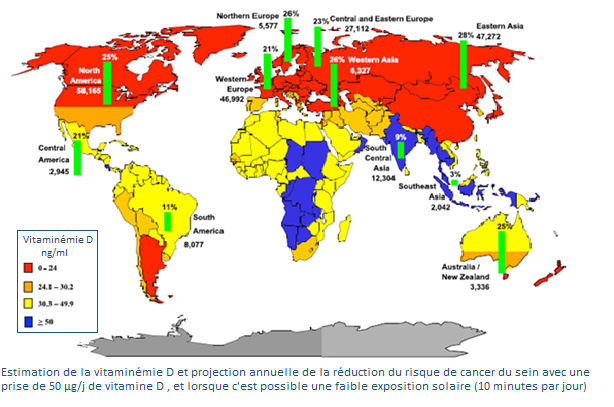 Northern Europe
5,577
26%
23%
Central and Eastern Europe
27,112
Eastern Asia
28%
47,272
25%
North
America
58,165
21%
Western
Europe
46,992
26%
Western Asia
6,327
21%
Central
America
2,945
9%
South
Central
Asia
12,304
3%
Southeast
Asia
2,042
11%
South
America
8,077
25%
Australia /
New Zealand
3,336
Vitaminémie D
ng/ml
0 - 24
24.1 - 30.2
30.3 - 49.9
≥ 50
Estimation de la vitaminémie D et projection annuelle de la réduction du risque de cancer du sein avec une
prise de 50 µg/j de vitamine D , et lorsque c'est possible une faible exposition solaire (10 minutes par jour)